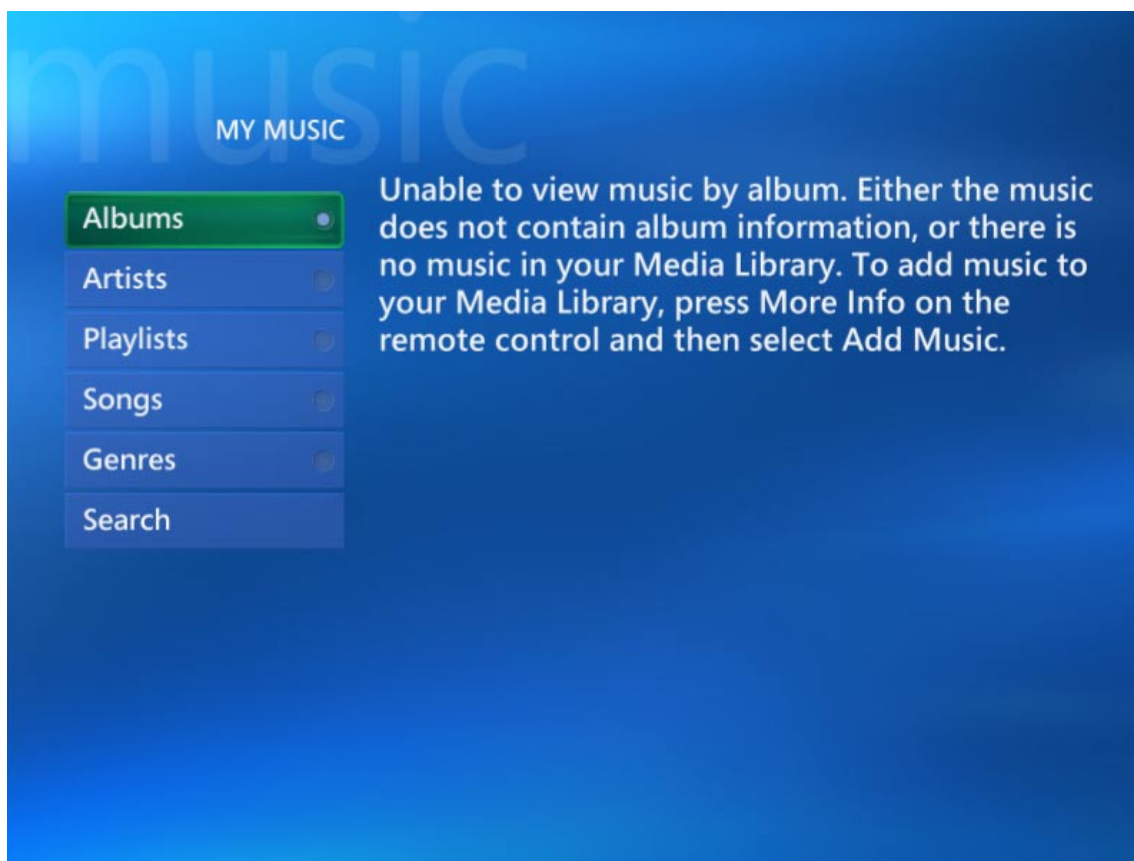 music
MY MUSIC
Albums
Artists
Playlists
Songs
Genres
Search
Unable to view music by album. Either the music
does not contain album information, or there is
no music in your Media Library. To add music to
your Media Library, press More Info on the
remote control and then select Add Music.